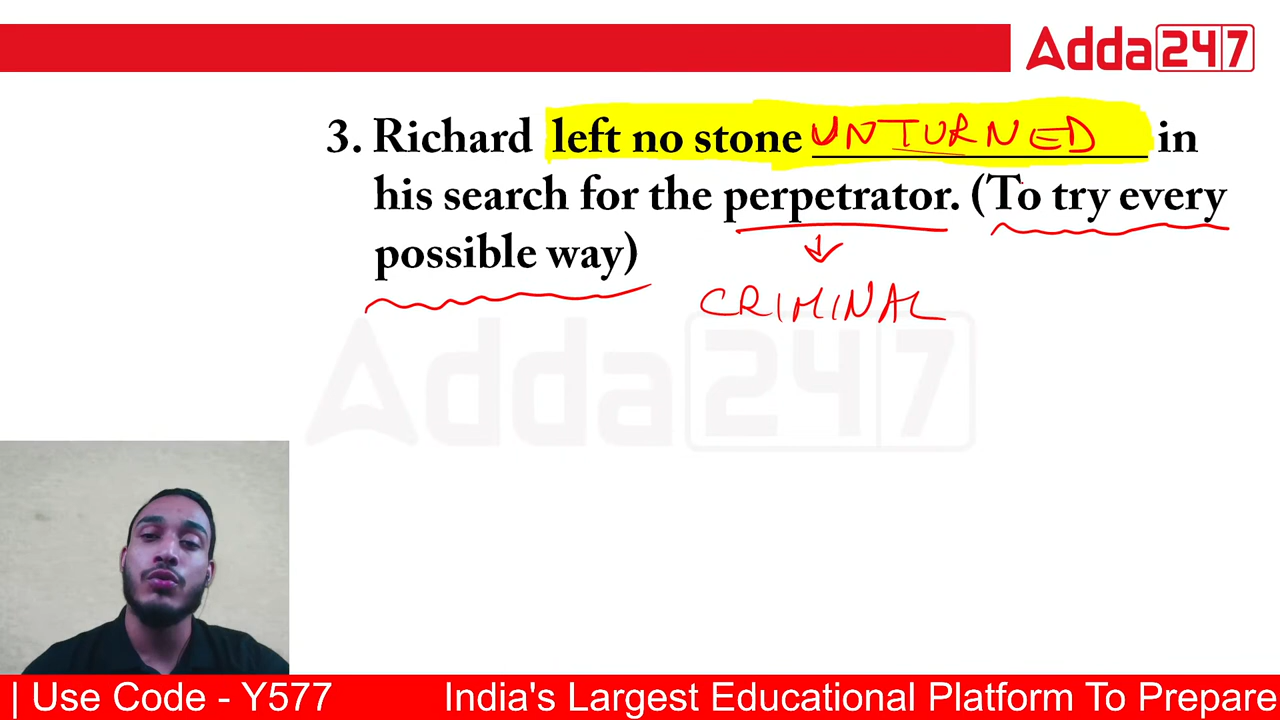 Adda247
3. Richard left no stone UNTURNED in
his search for the perpetrator. (To try every
possible way)
CRIMINAL
Adda247
| Use Code - Y577 India's Largest Educational Platform To Prepare